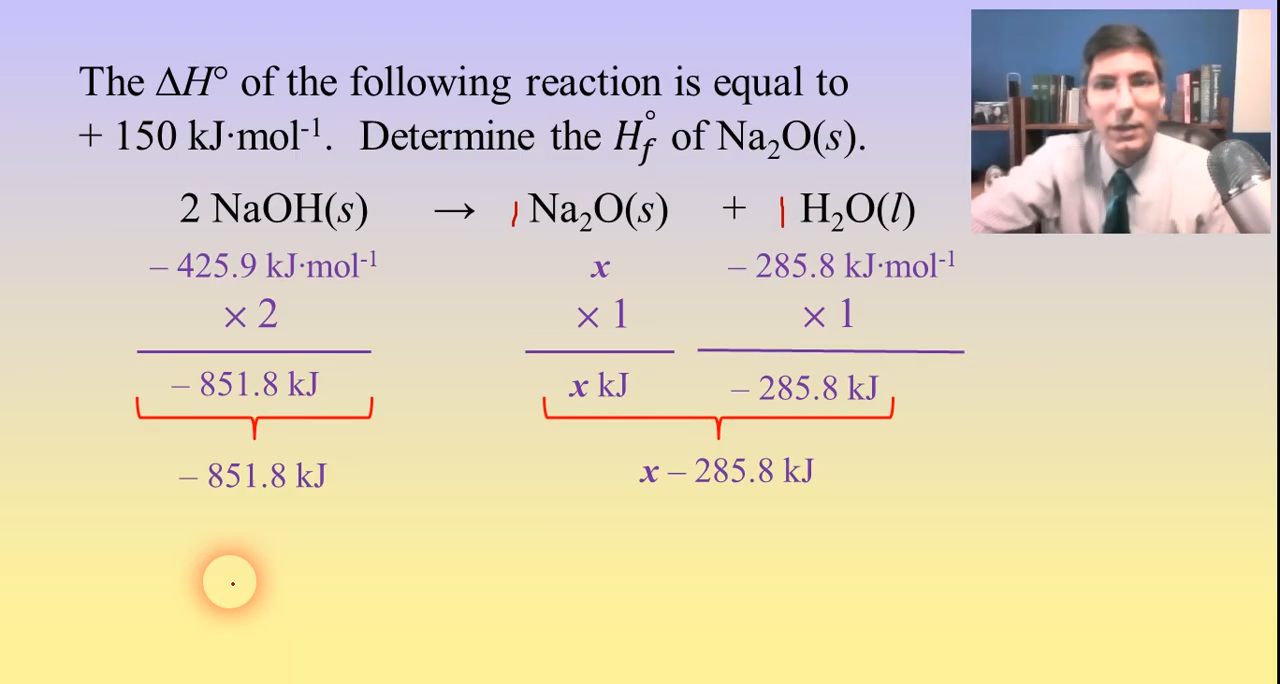 The ΔH° of the following reaction is equal to
+ 150 kJ·mol⁻¹. Determine the H°f of Na₂O(s).
2 NaOH(s) → 1 Na₂O(s) + 1 H₂O(l)
– 425.9 kJ·mol⁻¹ x – 285.8 kJ·mol⁻¹
× 2 × 1 × 1
– 851.8 kJ x kJ – 285.8 kJ
– 851.8 kJ x – 285.8 kJ